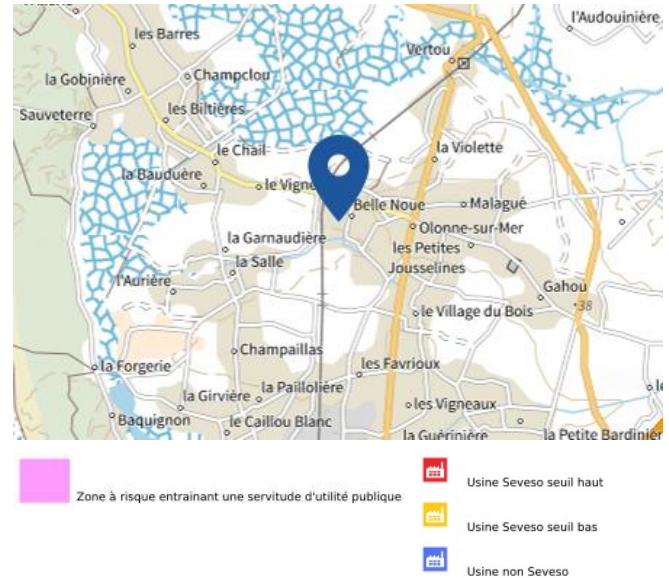 l'Audouinière
les Barres
Vertou
la Gobinière
Champclou
Sauveterre
les Biltières
le Chail
la Violette
la Bauduère
le Vigne
Belle Noue
Malagué
Olonne-sur-Mer
la Garnaudière
les Petites
Jousselines
la Salle
l'Aurière
Gahou
38
le Village du Bois
Champaillas
la Forgerie
les Favrioux
la Girvière
la Paillolière
les Vigneaux
Baquignon
le Caillou Blanc
la Guérinière
la Petite Bardinièr
Zone à risque entrainant une servitude d'utilité publique
Usine Seveso seuil haut
Usine Seveso seuil bas
Usine non Seveso